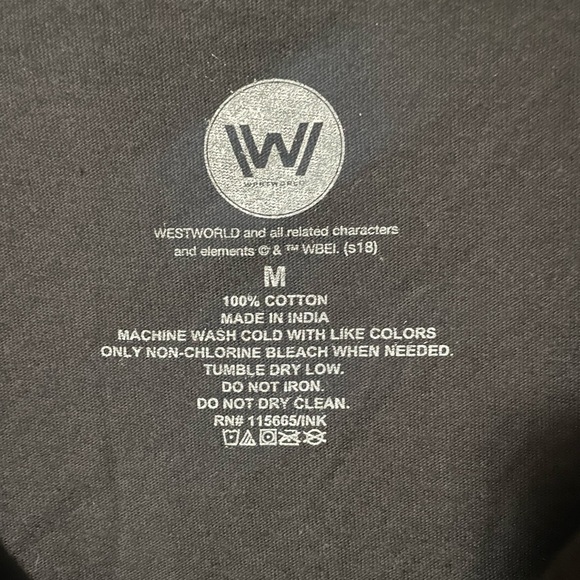 W
WESTWORLD
WESTWORLD and all related characters
and elements © & ™ WBEI. (s18)
M
100% COTTON
MADE IN INDIA
MACHINE WASH COLD WITH LIKE COLORS
ONLY NON-CHLORINE BLEACH WHEN NEEDED.
TUMBLE DRY LOW.
DO NOT IRON.
DO NOT DRY CLEAN.
RN# 115665/INK